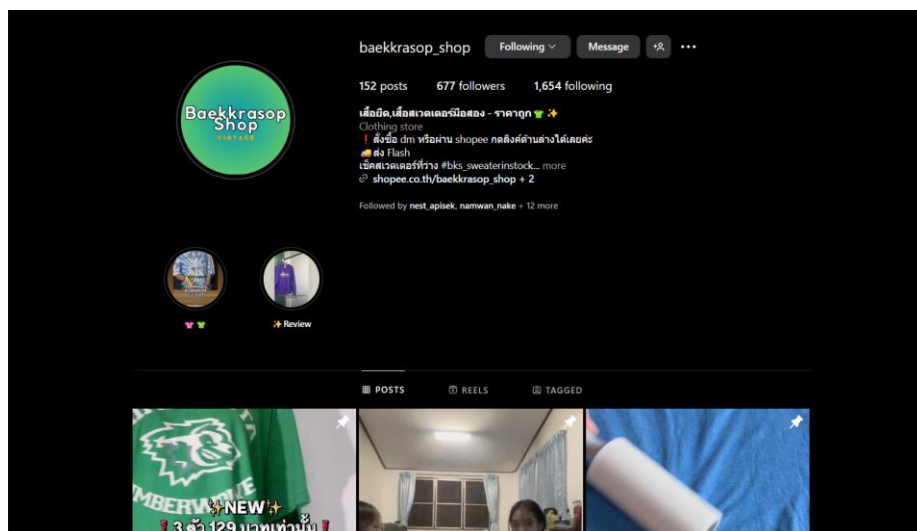 baekkrasop_shop Following Message
152 posts 677 followers 1,654 following
เสื้อยืด,เสื้อสเวตเตอร์มือสอง - ราคาถูก
Clothing store
❗ สั่งซื้อ dm หรือผ่าน shopee กดลิงค์ด้านล่างได้เลยค่ะ
🚚 ส่ง Flash
เช็คสเวตเตอร์ที่ว่าง #bks_sweaterinstock... more
shopee.co.th/baekkrasop_shop + 2
Followed by nest_apisek, namwan_nake + 12 more
Baekkrasop
Shop
VINTAGE
✨ Review
POSTS REELS TAGGED
✨NEW✨
❗3 ตัว 129 บาทเท่านั้น❗